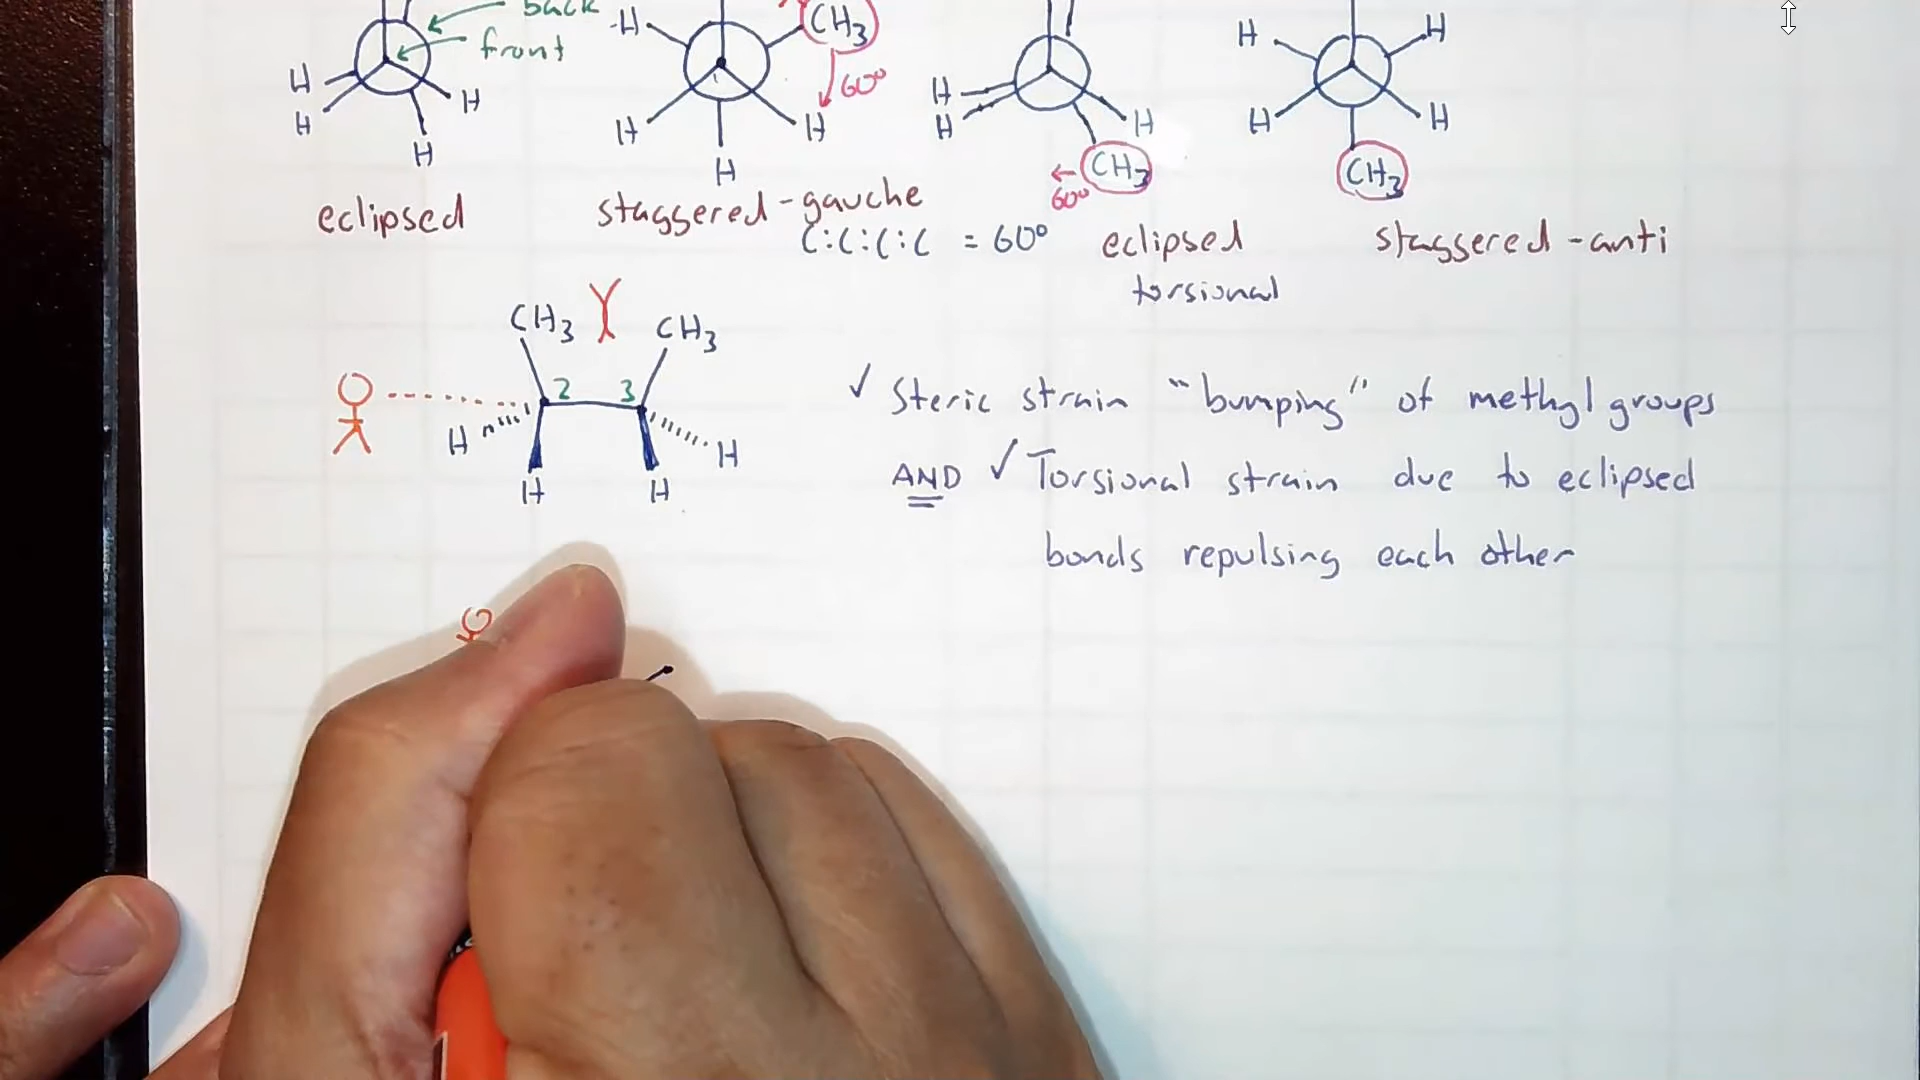 back
front
H H H H
H CH3 60° H H H
H H H CH3 60°
H H H H CH3
eclipsed
staggered - gauche
C:C:C:C = 60°
eclipsed
torsional
staggered - anti
CH3 CH3
2 3
H H
H H
✓ Steric strain "bumping" of methyl groups
AND ✓ Torsional strain due to eclipsed
bonds repulsing each other